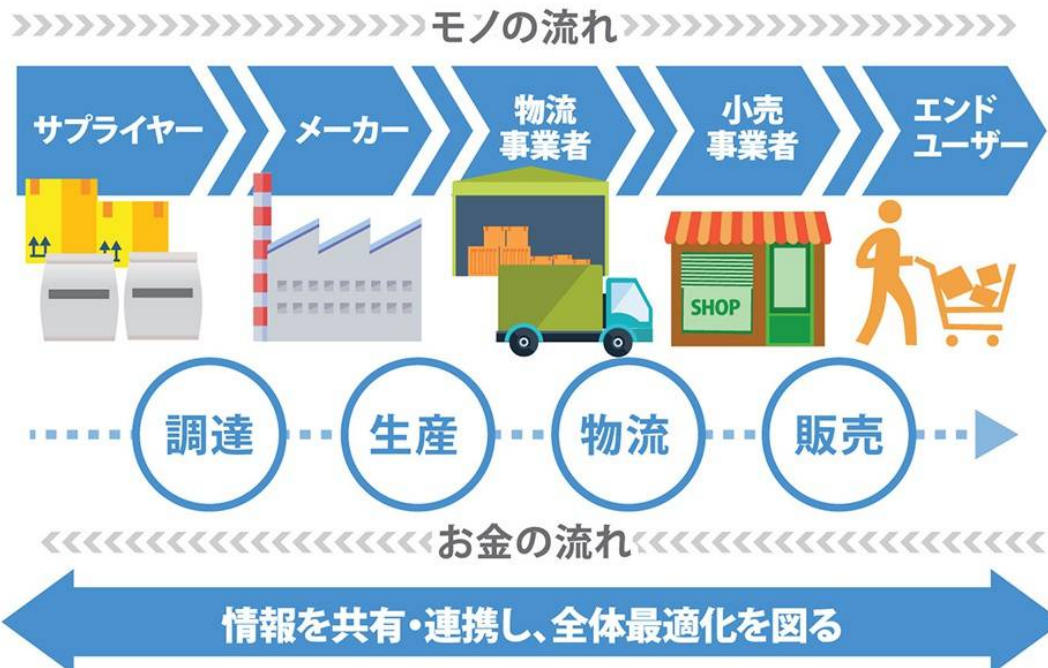 モノの流れ
サプライヤー
メーカー
物流
事業者
小売
事業者
エンド
ユーザー
SHOP
調達
生産
物流
販売
お金の流れ
情報を共有・連携し、全体最適化を図る